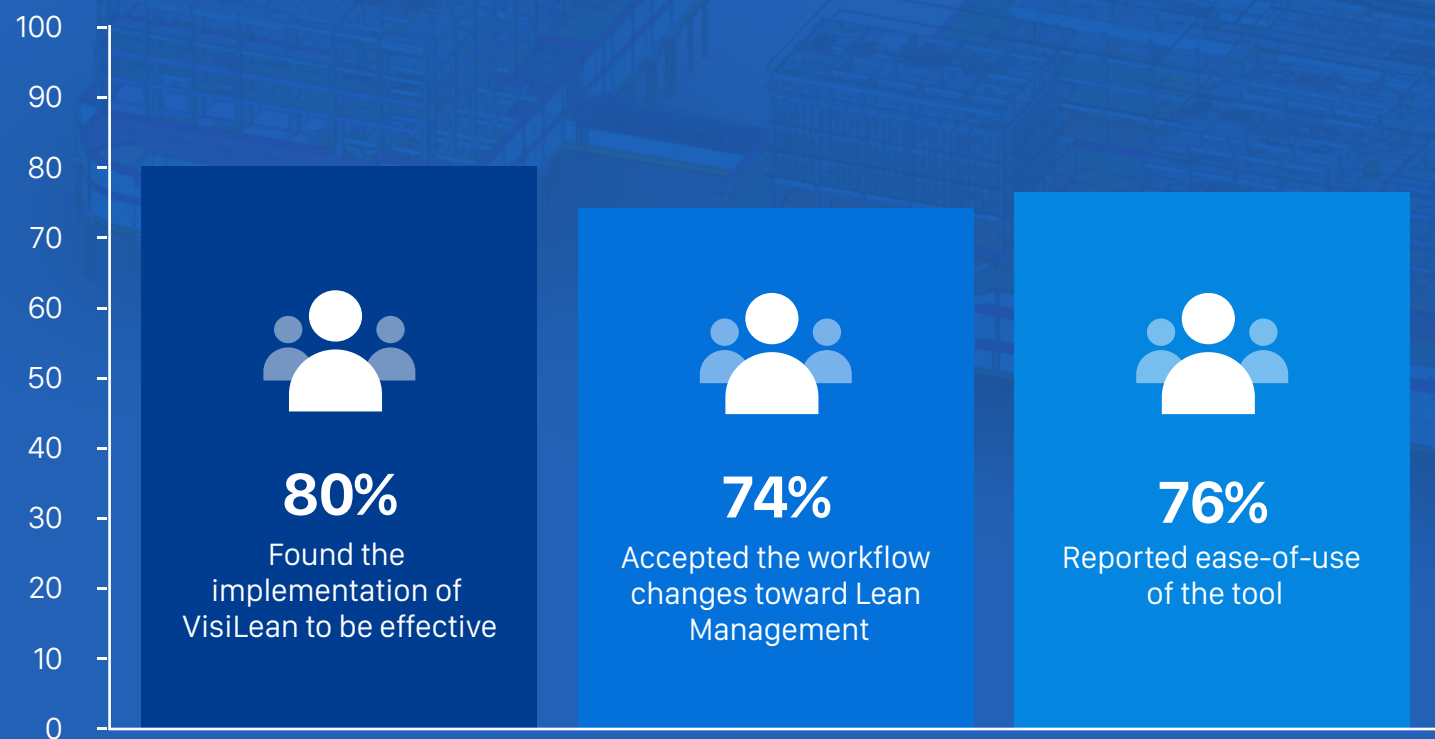 100
90
80
70
60
50
40
30
20
10
0
80%
Found the
implementation of
VisiLean to be effective
74%
Accepted the workflow
changes toward Lean
Management
76%
Reported ease-of-use
of the tool